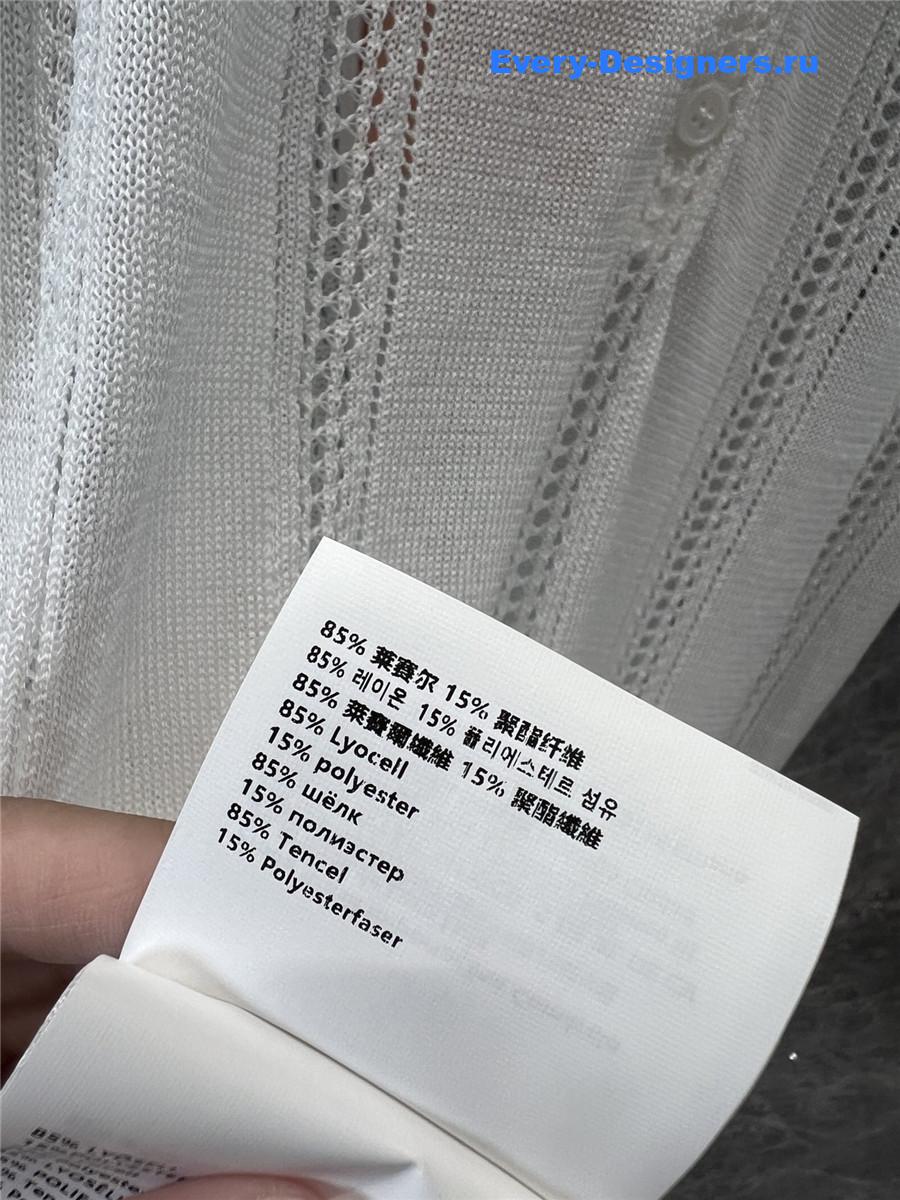 Every-Designers.ru
85% 莱赛尔 15% 聚酯纤维
85% 레이온 15% 폴리에스테르 섬유
85% 萊賽爾纖維 15% 聚酯纖維
85% Lyocell
15% polyester
85% шёлк
15% полиэстер
85% Tencel
15% Polyesterfaser